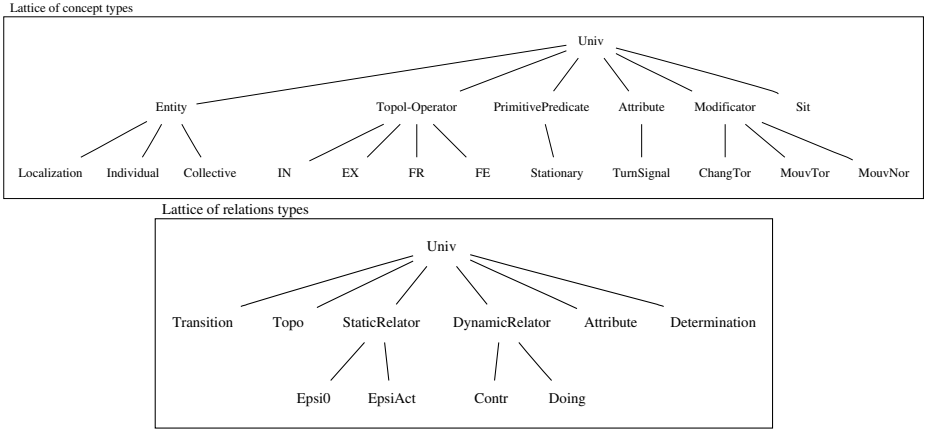 Lattice of concept types
Univ
Entity Topol-Operator PrimitivePredicate Attribute Modificator Sit
Localization Individual Collective IN EX FR FE Stationary TurnSignal ChangTor MouvTor MouvNor
Lattice of relations types
Univ
Transition Topo StaticRelator DynamicRelator Attribute Determination
Epsi0 EpsiAct Contr Doing